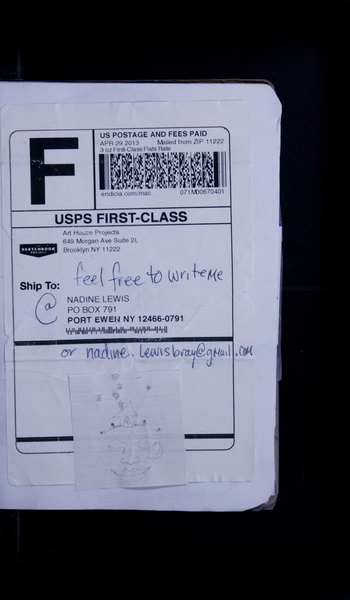 F
US POSTAGE AND FEES PAID
APR 29 2013 Mailed from ZIP 11222
3 oz First-Class Flats Rate
endicia.com/mac 071M00670401
USPS FIRST-CLASS
Art House Projects
649 Morgan Ave Suite 2L
Brooklyn NY 11222
SKETCHBOOK
PROJECT
feel free to write me
Ship To:
@ NADINE LEWIS
PO BOX 791
PORT EWEN NY 12466-0791
or nadine.lewisbray@gmail.com